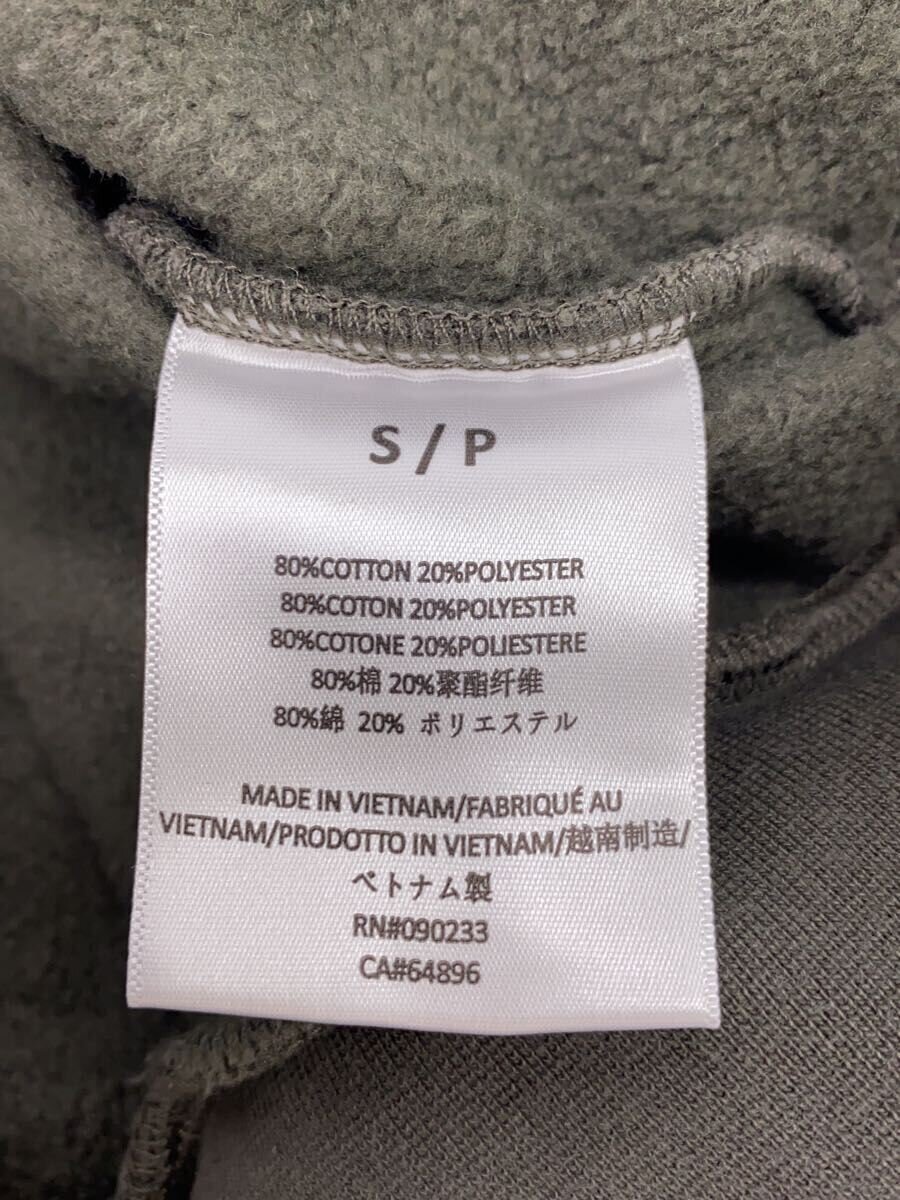 S / P
80%COTTON 20%POLYESTER
80%COTON 20%POLYESTER
80%COTONE 20%POLIESTERE
80%棉 20%聚酯纤维
80%綿 20% ポリエステル
MADE IN VIETNAM/FABRIQUÉ AU
VIETNAM/PRODOTTO IN VIETNAM/越南制造/
ベトナム製
RN#090233
CA#64896